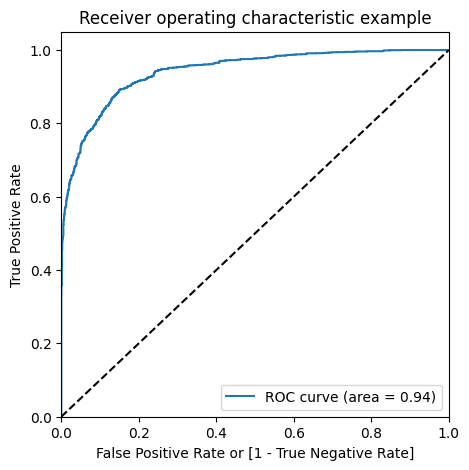 Receiver operating characteristic example
True Positive Rate
1.0
0.8
0.6
0.4
0.2
0.0
ROC curve (area = 0.94)
0.0 0.2 0.4 0.6 0.8 1.0
False Positive Rate or [1 - True Negative Rate]